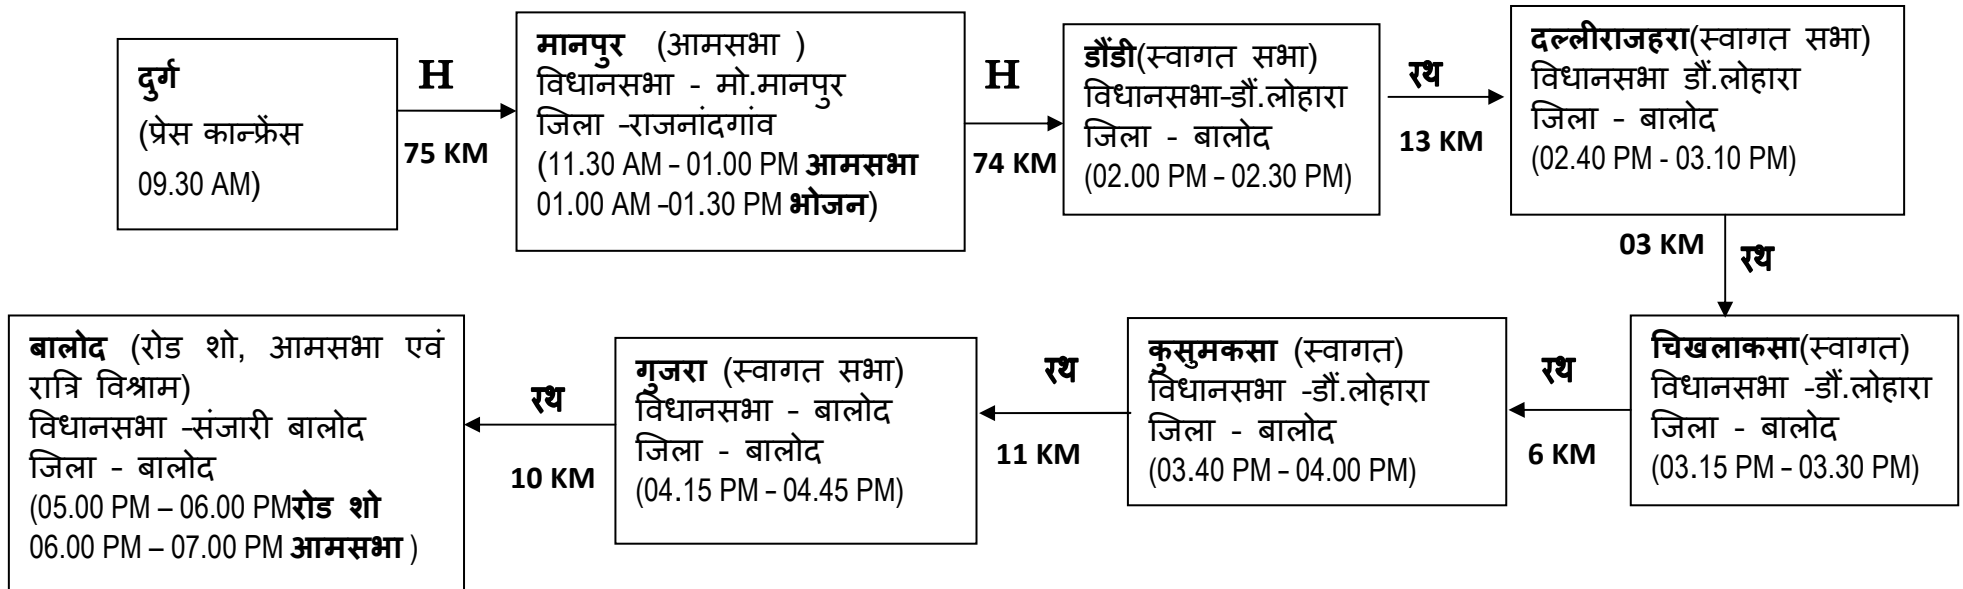 दुर्ग
(प्रेस कान्फ्रेंस
09.30 AM)
H
75 KM
मानपुर (आमसभा )
विधानसभा - मो.मानपुर
जिला –राजनांदगांव
(11.30 AM – 01.00 PM आमसभा
01.00 AM –01.30 PM भोजन)
H
74 KM
डौंडी(स्वागत सभा)
विधानसभा-डौं.लोहारा
जिला - बालोद
(02.00 PM – 02.30 PM)
रथ
13 KM
दल्लीराजहरा(स्वागत सभा)
विधानसभा डौं.लोहारा
जिला - बालोद
(02.40 PM - 03.10 PM)
03 KM
रथ
चिखलाकसा(स्वागत)
विधानसभा -डौं.लोहारा
जिला - बालोद
(03.15 PM – 03.30 PM)
रथ
6 KM
कुसुमकसा (स्वागत)
विधानसभा -डौं.लोहारा
जिला - बालोद
(03.40 PM – 04.00 PM)
रथ
11 KM
गुजरा (स्वागत सभा)
विधानसभा - बालोद
जिला - बालोद
(04.15 PM – 04.45 PM)
रथ
10 KM
बालोद (रोड शो, आमसभा एवं
रात्रि विश्राम)
विधानसभा –संजारी बालोद
जिला - बालोद
(05.00 PM – 06.00 PMरोड शो
06.00 PM – 07.00 PM आमसभा )